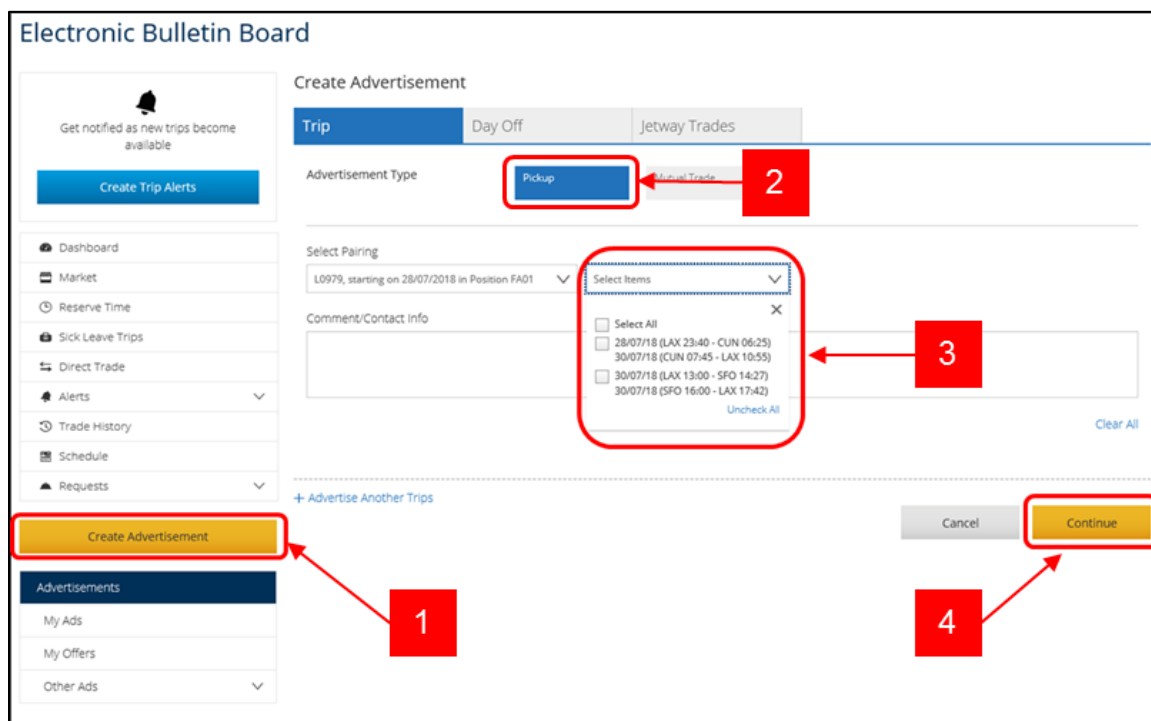 Electronic Bulletin Board
Get notified as new trips become
available
Create Trip Alerts
Dashboard
Market
Reserve Time
Sick Leave Trips
Direct Trade
Alerts
Trade History
Schedule
Requests
Create Advertisement
Advertisements
My Ads
My Offers
Other Ads
Create Advertisement
Trip
Day Off
Jetway Trades
Advertisement Type
Pickup
Mutual Trade
2
Select Pairing
L0979, starting on 28/07/2018 in Position FA01
Select Items
Select All
28/07/18 (LAX 23:40 - CUN 06:25)
30/07/18 (CUN 07:45 - LAX 10:55)
30/07/18 (LAX 13:00 - SFO 14:27)
30/07/18 (SFO 16:00 - LAX 17:42)
Uncheck All
3
Comment/Contact Info
Clear All
+ Advertise Another Trips
Cancel
Continue
1
4